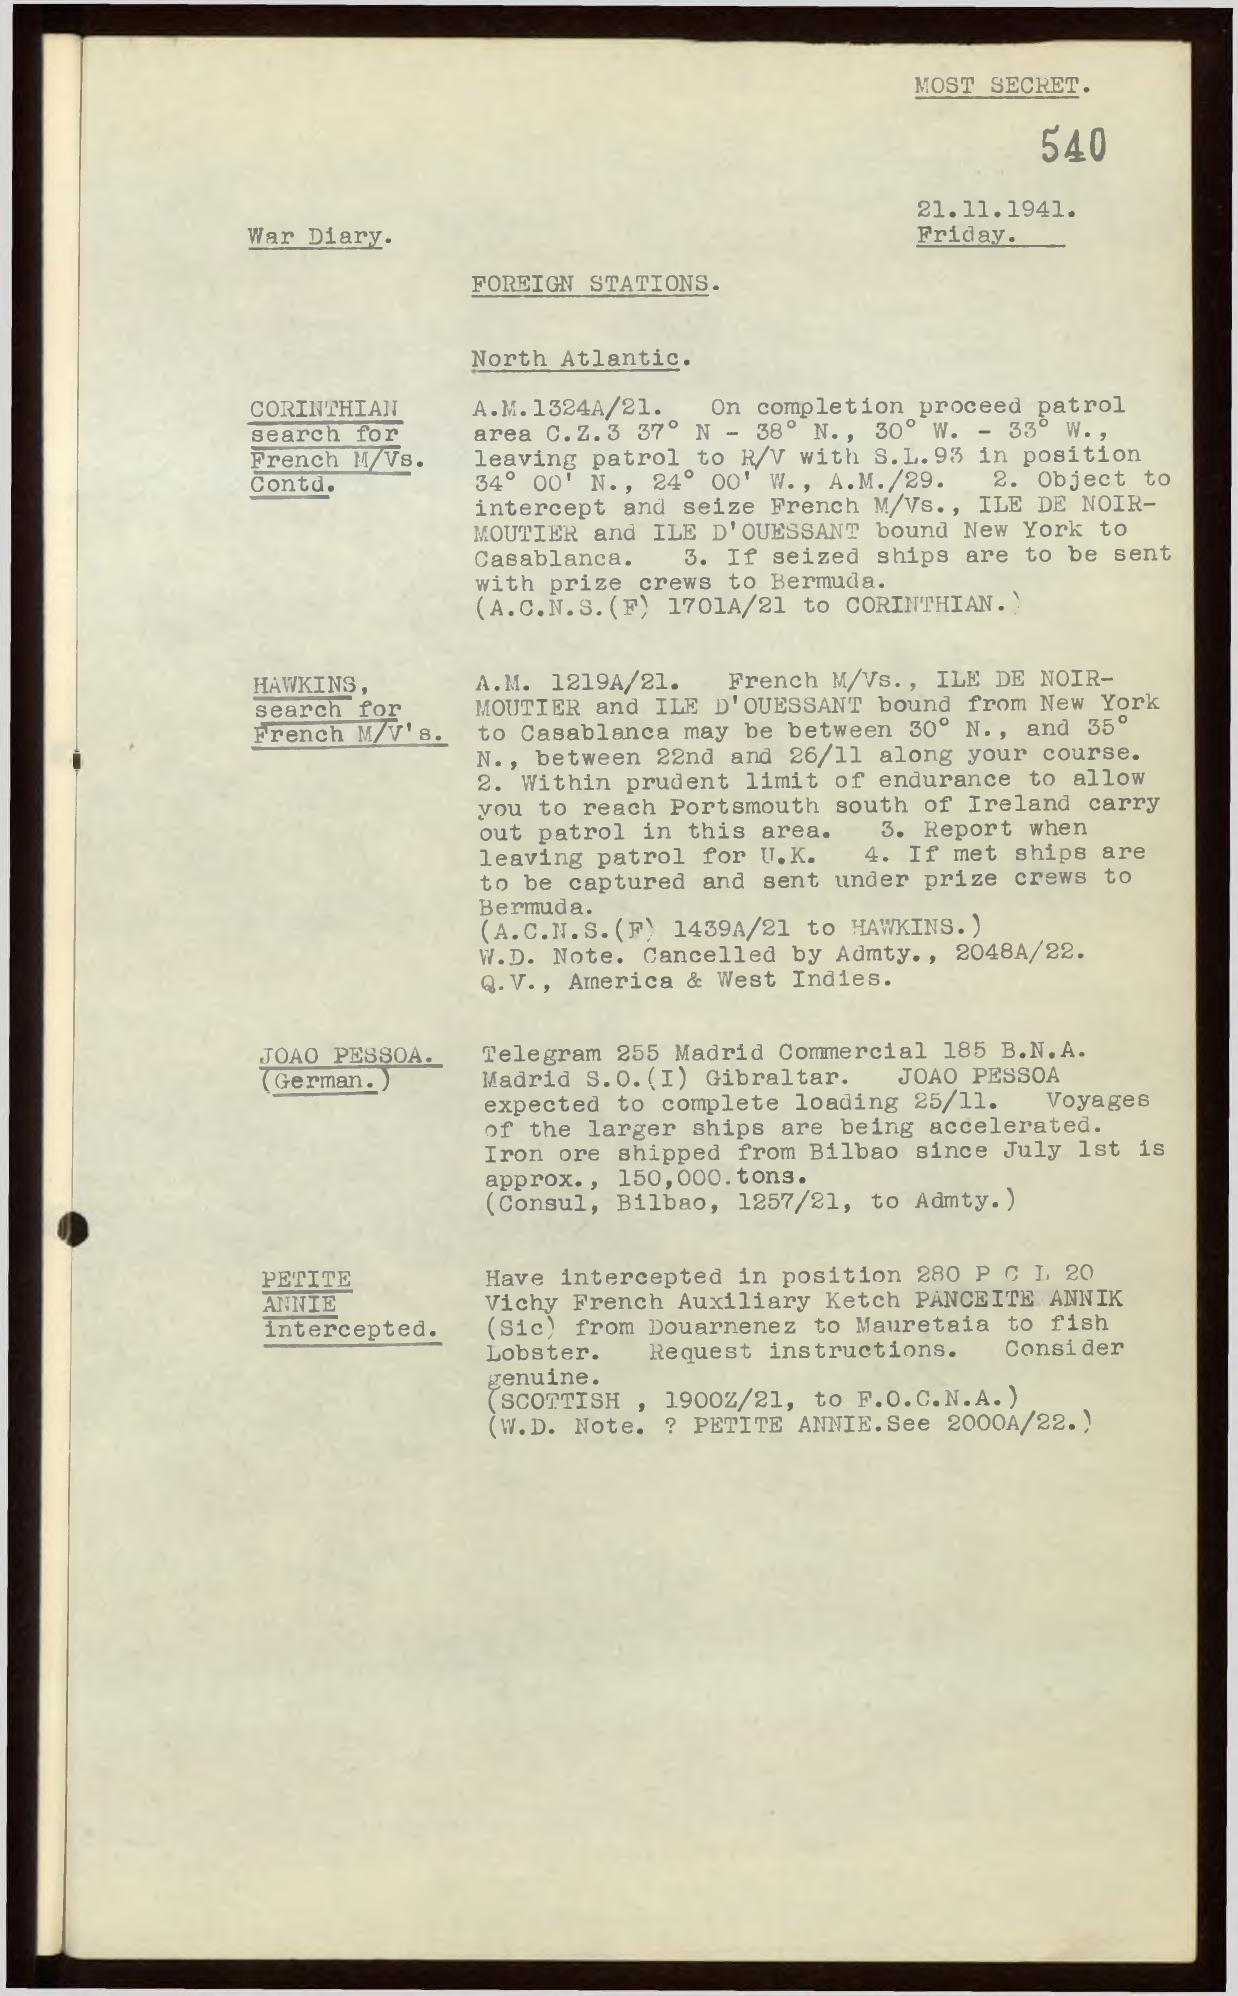 MOST SECRET.
540
21.11.1941.
War Diary.
Friday.
FOREIGN STATIONS.
North Atlantic.
CORINTHIAN
search for
French M/Vs.
Contd.
A.M.1324A/21. On completion proceed patrol
area C.Z.3 37° N - 38° N., 30° W. - 33° W.,
leaving patrol to R/V with S.L.93 in position
34° 00' N., 24° 00' W., A.M./29. 2. Object to
intercept and seize French M/Vs., ILE DE NOIR-
MOUTIER and ILE D'OUESSANT bound New York to
Casablanca. 3. If seized ships are to be sent
with prize crews to Bermuda.
(A.C.N.S.(F) 1701A/21 to CORINTHIAN.)
HAWKINS,
search for
French M/V's.
A.M. 1219A/21. French M/Vs., ILE DE NOIR-
MOUTIER and ILE D'OUESSANT bound from New York
to Casablanca may be between 30° N., and 35°
N., between 22nd and 26/11 along your course.
2. Within prudent limit of endurance to allow
you to reach Portsmouth south of Ireland carry
out patrol in this area. 3. Report when
leaving patrol for U.K. 4. If met ships are
to be captured and sent under prize crews to
Bermuda.
(A.C.N.S.(F) 1439A/21 to HAWKINS.)
W.D. Note. Cancelled by Admty., 2048A/22.
Q.V., America & West Indies.
JOAO PESSOA.
(German.)
Telegram 255 Madrid Commercial 185 B.N.A.
Madrid S.O.(I) Gibraltar. JOAO PESSOA
expected to complete loading 25/11. Voyages
of the larger ships are being accelerated.
Iron ore shipped from Bilbao since July 1st is
approx., 150,000.tons.
(Consul, Bilbao, 1257/21, to Admty.)
PETITE
ANNIE
intercepted.
Have intercepted in position 280 P C L 20
Vichy French Auxiliary Ketch PANCEITE ANNIK
(Sic) from Douarnenez to Mauretaia to fish
Lobster. Request instructions. Consider
genuine.
(SCOTTISH , 1900Z/21, to F.O.C.N.A.)
(W.D. Note. ? PETITE ANNIE.See 2000A/22.)